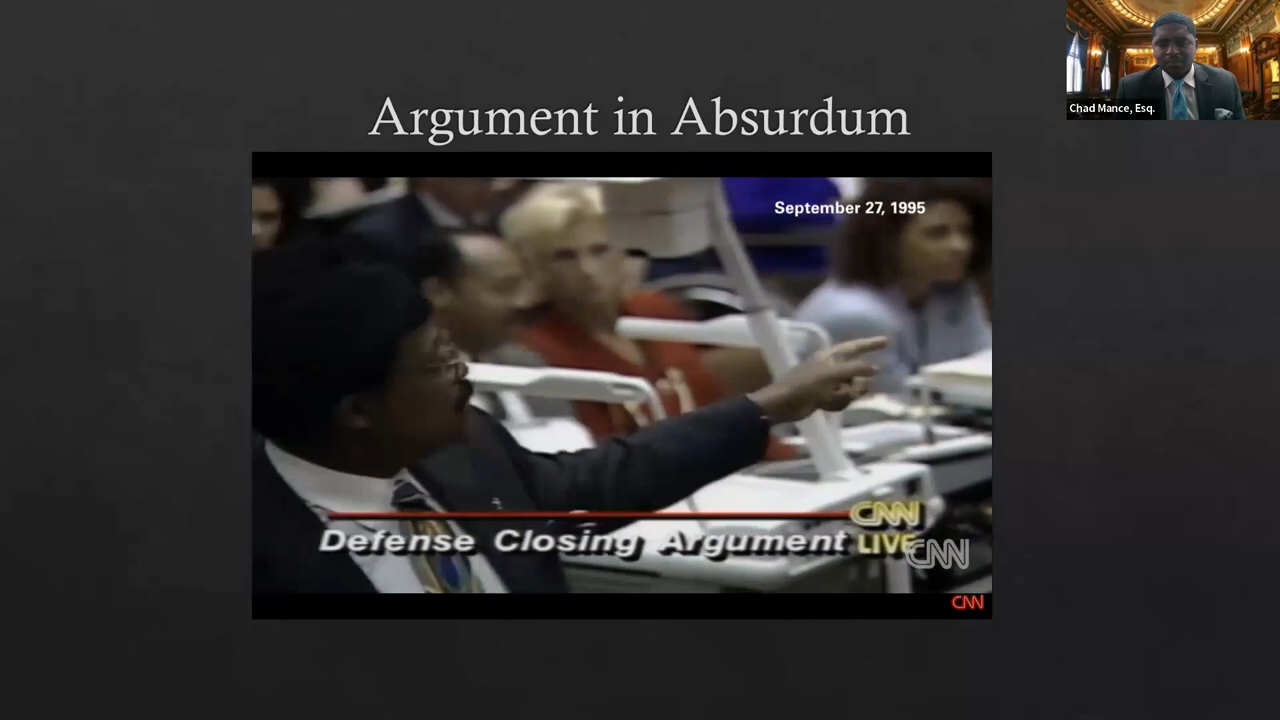 Chad Mance, Esq.
Argument in Absurdum
September 27, 1995
CNN
Defense Closing Argument LIVE
CNN
CNN